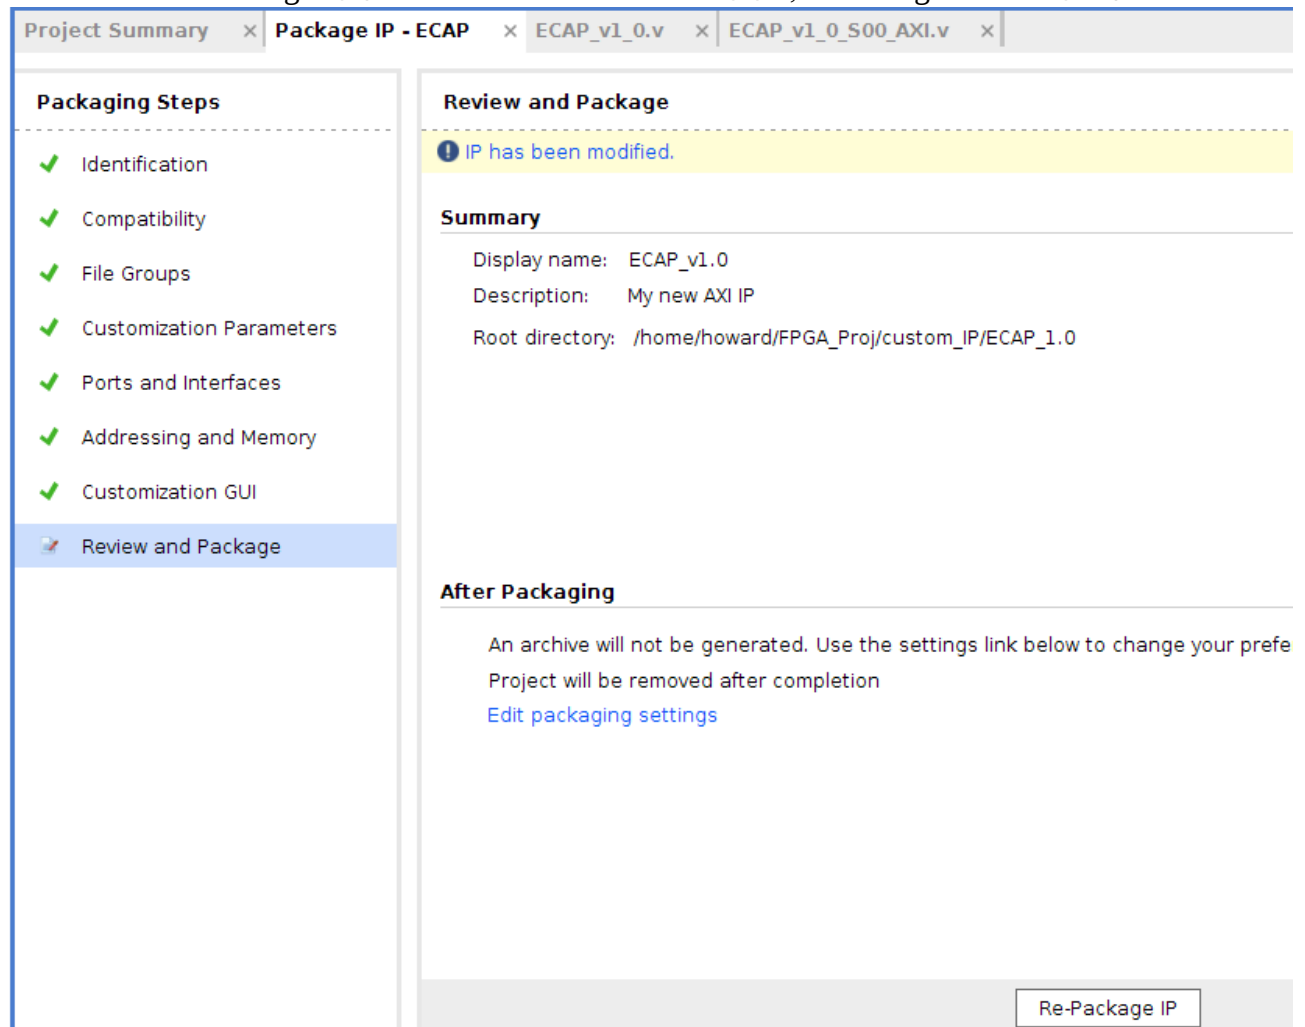 Project Summary × Package IP - ECAP × ECAP_v1_0.v × ECAP_v1_0_S00_AXI.v ×
Packaging Steps
Identification
Compatibility
File Groups
Customization Parameters
Ports and Interfaces
Addressing and Memory
Customization GUI
Review and Package
Review and Package
IP has been modified.
Summary
Display name: ECAP_v1.0
Description: My new AXI IP
Root directory: /home/howard/FPGA_Proj/custom_IP/ECAP_1.0
After Packaging
An archive will not be generated. Use the settings link below to change your prefe
Project will be removed after completion
Edit packaging settings
Re-Package IP